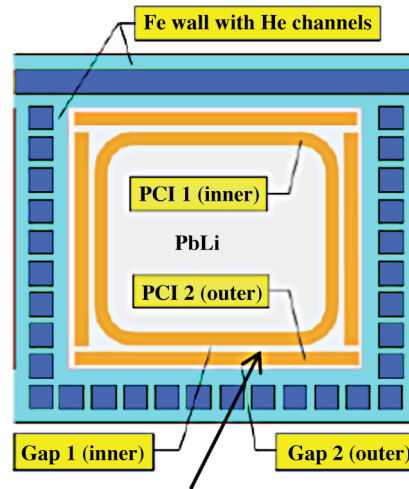 Fe wall with He channels
PCI 1 (inner)
PbLi
PCI 2 (outer)
Gap 1 (inner)
Gap 2 (outer)